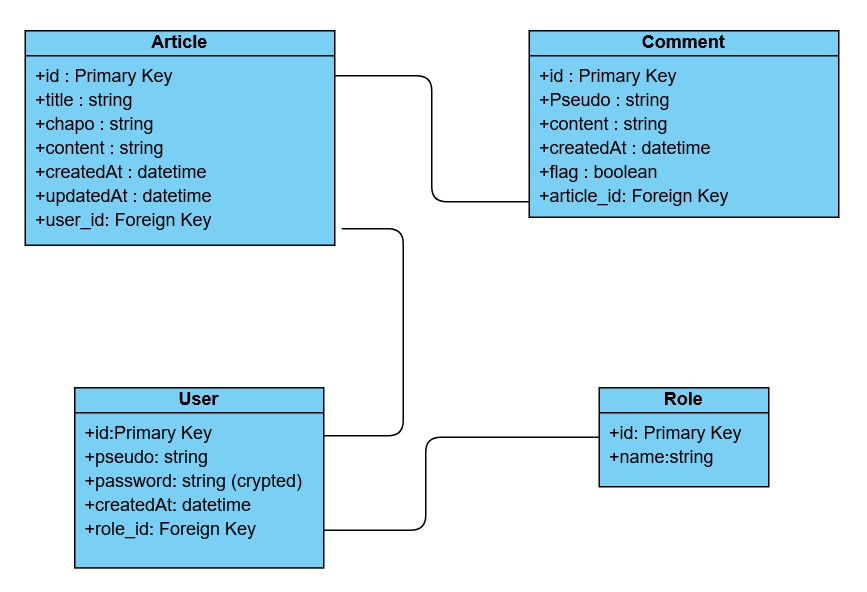 Article
+id : Primary Key
+title : string
+chapo : string
+content : string
+createdAt : datetime
+updatedAt : datetime
+user_id: Foreign Key
Comment
+id : Primary Key
+Pseudo : string
+content : string
+createdAt : datetime
+flag : boolean
+article_id: Foreign Key
User
+id:Primary Key
+pseudo: string
+password: string (crypted)
+createdAt: datetime
+role_id: Foreign Key
Role
+id: Primary Key
+name:string